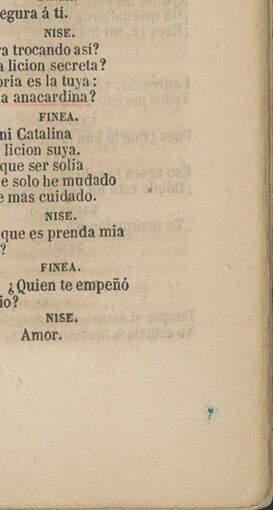 egura á tí.
NISE.
a trocando así?
a licion secreta?
oria es la tuya:
a anacardina?
FINEA.
ni Catalina
licion suya.
que ser solia
e solo he mudado
e mas cuidado.
NISE.
que es prenda mia
?
FINEA.
¿Quien te empeñó
io?
NISE.
Amor.